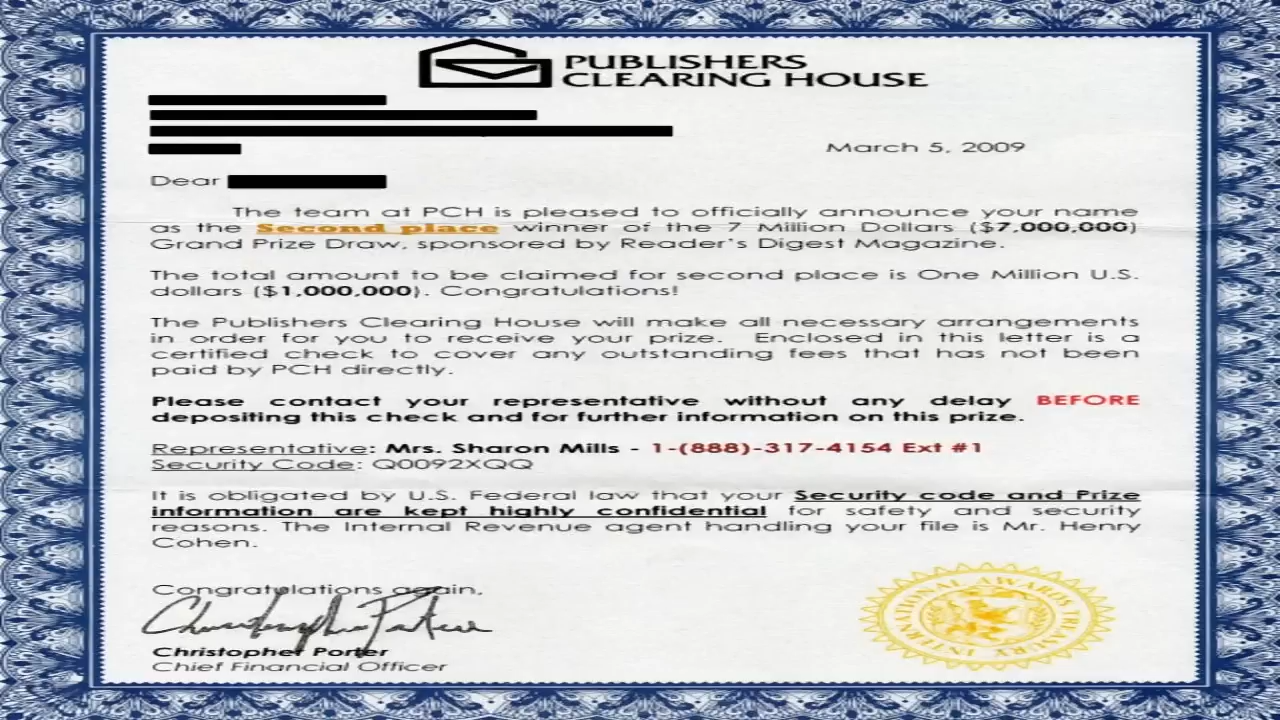 PUBLISHERS
CLEARING HOUSE
March 5, 2009
Dear
The team at PCH is pleased to officially announce your name
as the Second place winner of the 7 Million Dollars ($7,000,000)
Grand Prize Draw, sponsored by Reader's Digest Magazine.
The total amount to be claimed for second place is One Million U.S.
dollars ($1,000,000). Congratulations!
The Publishers Clearing House will make all necessary arrangements
in order for you to receive your prize. Enclosed in this letter is a
certified check to cover any outstanding fees that has not been
paid by PCH directly.
Please contact your representative without any delay BEFORE
depositing this check and for further information on this prize.
Representative: Mrs. Sharon Mills - 1-(888)-317-4154 Ext #1
Security Code: Q0092XQQ
It is obligated by U.S. Federal law that your Security code and Prize
information are kept highly confidential for safety and security
reasons. The Internal Revenue agent handling your file is Mr. Henry
Cohen.
Congratulations again,
Christopher Porter
Christopher Porter
Chief Financial Officer
INTERNATIONAL AWARDS TREASURY